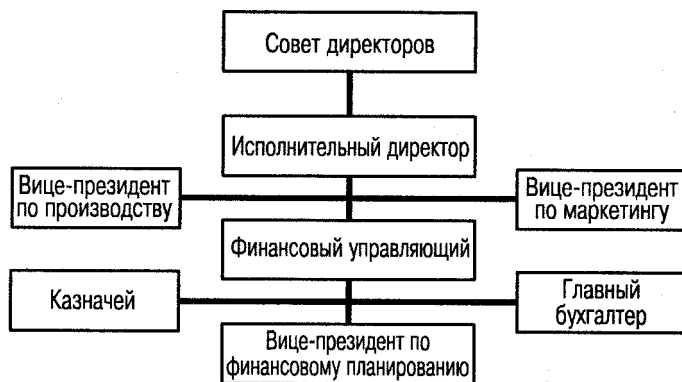 Совет директоров
Исполнительный директор
Вице-президент
по производству
Вице-президент
по маркетингу
Финансовый управляющий
Казначей
Главный
бухгалтер
Вице-президент по
финансовому планированию